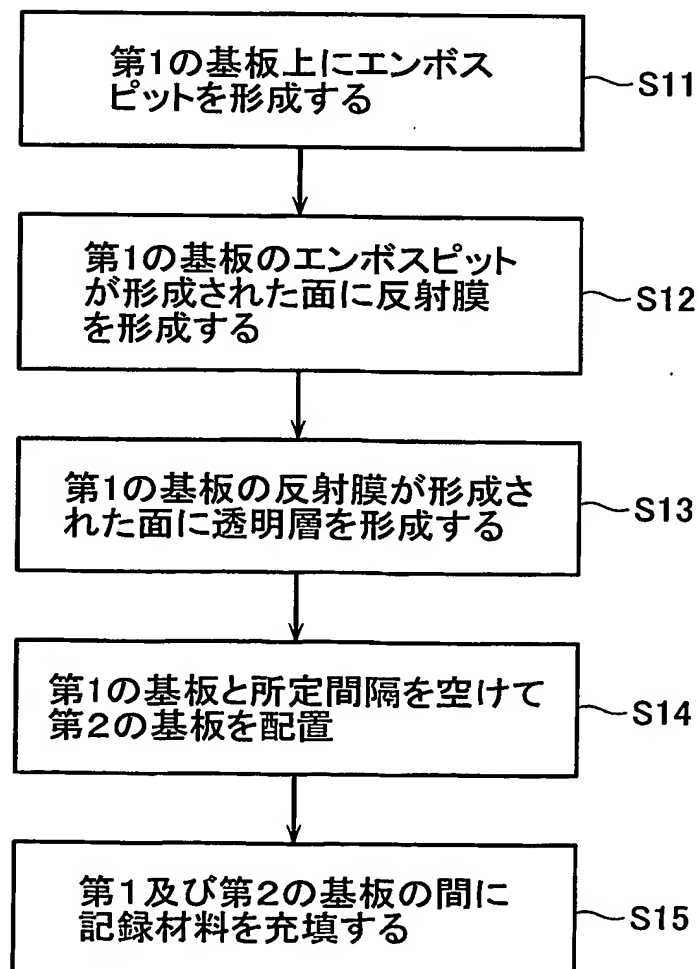 第1の基板上にエンボス
ピットを形成する
S11
第1の基板のエンボスピット
が形成された面に反射膜
を形成する
S12
第1の基板の反射膜が形成さ
れた面に透明層を形成する
S13
第1の基板と所定間隔を空けて
第2の基板を配置
S14
第1及び第2の基板の間に
記録材料を充填する
S15